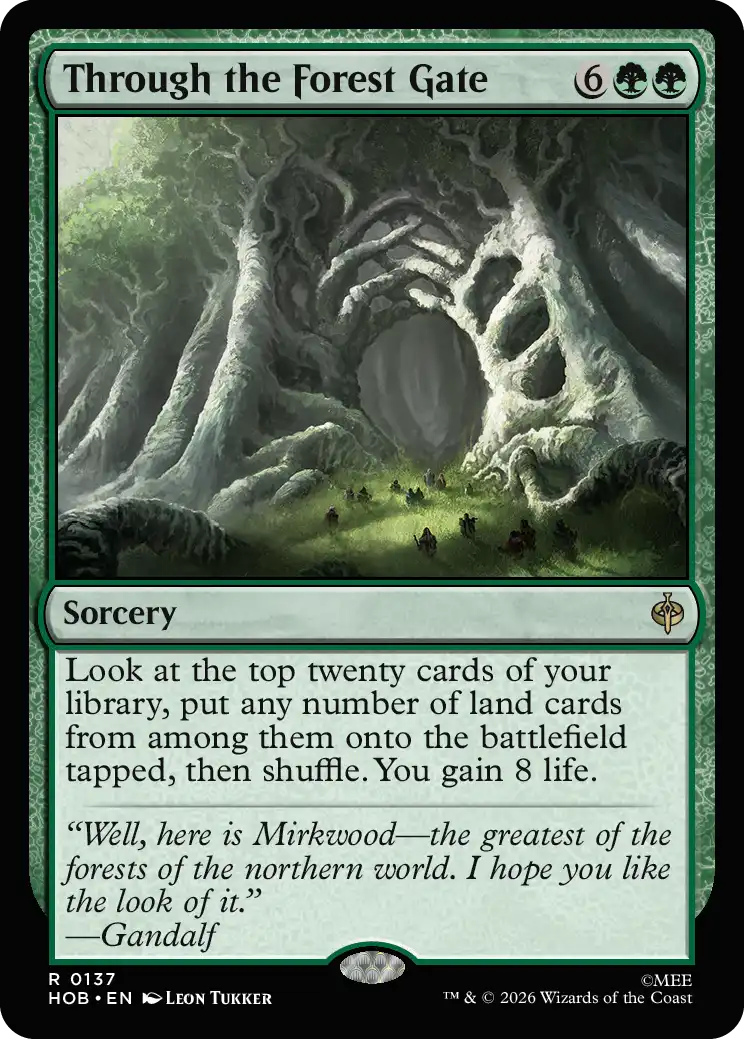 Through the Forest Gate 6
Sorcery
Look at the top twenty cards of your
library, put any number of land cards
from among them onto the battlefield
tapped, then shuffle. You gain 8 life.
“Well, here is Mirkwood—the greatest of the
forests of the northern world. I hope you like
the look of it.”
—Gandalf
R 0137
HOB • EN Leon Tukker
©MEE
™ & © 2026 Wizards of the Coast